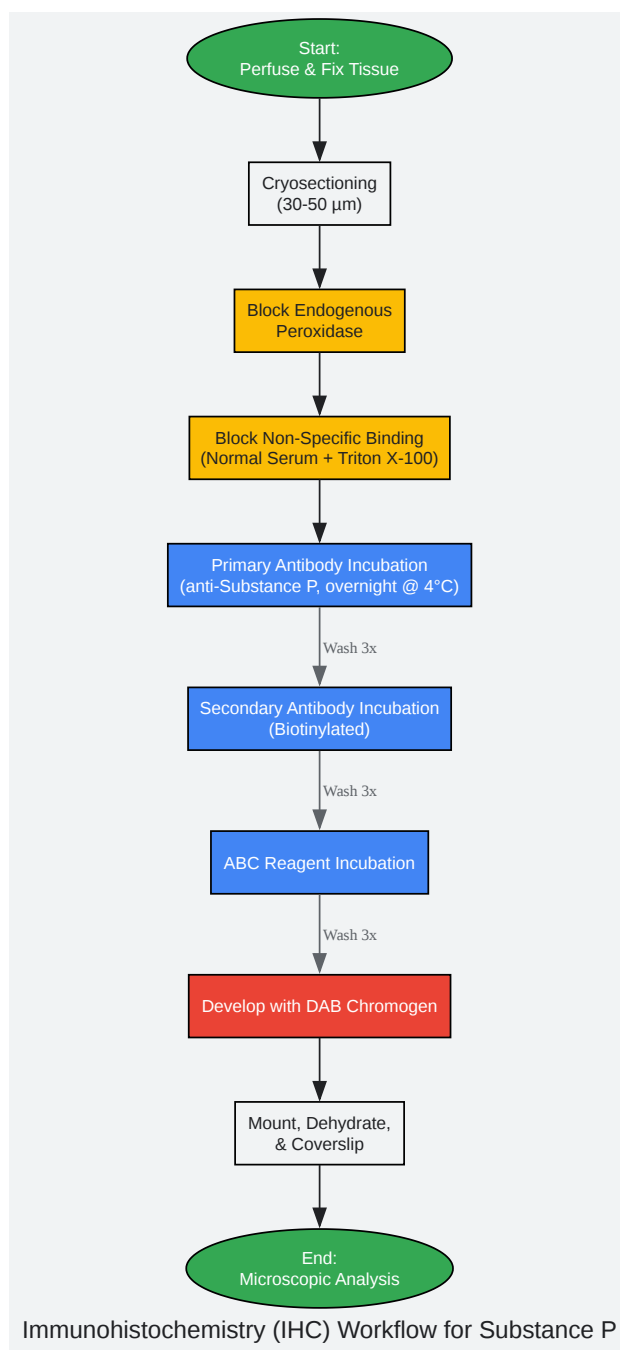 Start:
Perfuse & Fix Tissue
Cryosectioning
(30-50 µm)
Block Endogenous
Peroxidase
Block Non-Specific Binding
(Normal Serum + Triton X-100)
Primary Antibody Incubation
(anti-Substance P, overnight @ 4°C)
Wash 3x
Secondary Antibody Incubation
(Biotinylated)
Wash 3x
ABC Reagent Incubation
Wash 3x
Develop with DAB Chromogen
Mount, Dehydrate,
& Coverslip
End:
Microscopic Analysis
Immunohistochemistry (IHC) Workflow for Substance P